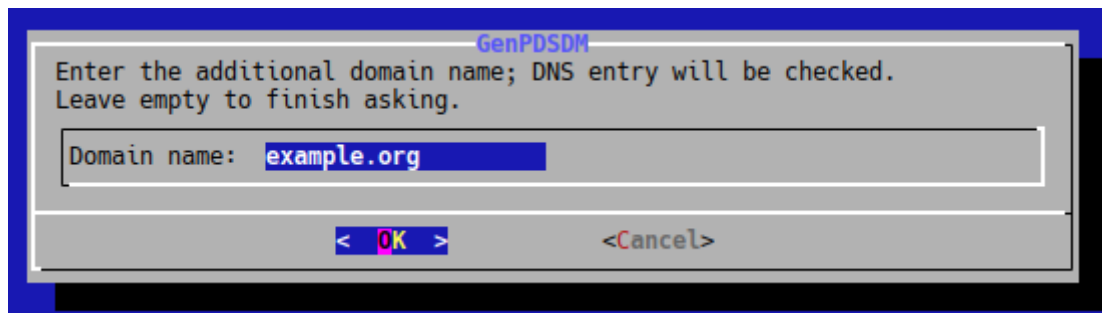 GenPDSDM
Enter the additional domain name; DNS entry will be checked.
Leave empty to finish asking.
Domain name: example.org
< OK > <Cancel>